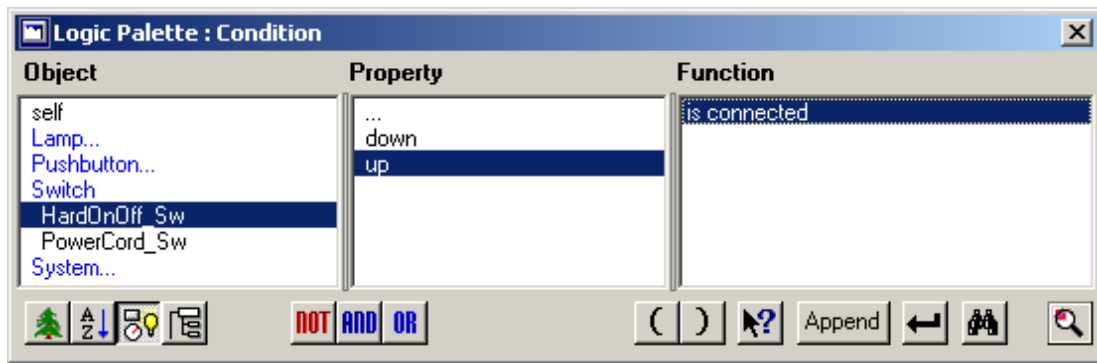 Logic Palette : Condition
Object Property Function
self
Lamp...
Pushbutton...
Switch
HardOnOff_Sw
PowerCord_Sw
System...
...
down
up
is connected
A
Z
NOT AND OR ( ) ? Append